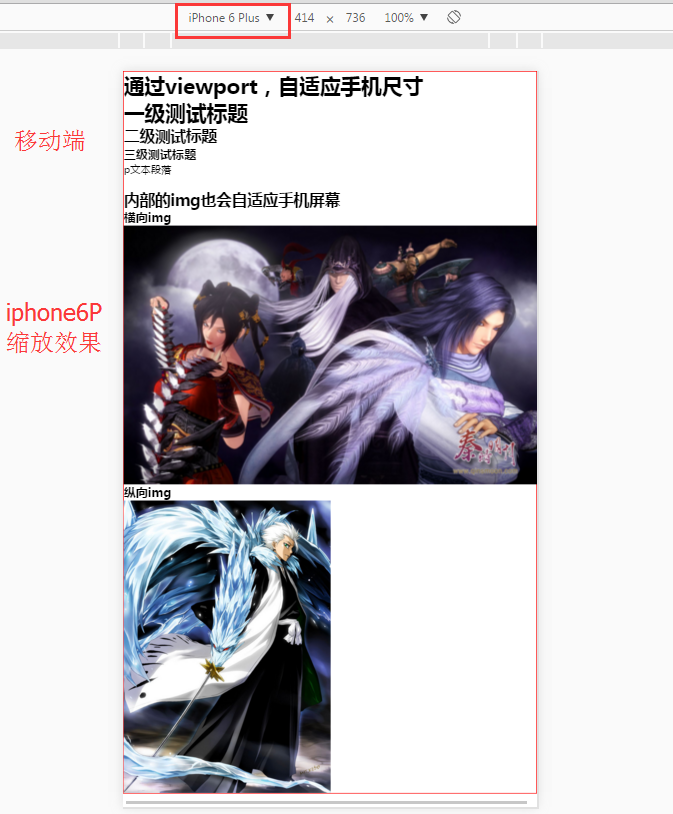 iPhone 6 Plus ▼ 414 × 736 100% ▼
通过viewport，自适应手机尺寸
一级测试标题
二级测试标题
三级测试标题
p文本段落
移动端
内部的img也会自适应手机屏幕
横向img
iphone6P
缩放效果
纵向img